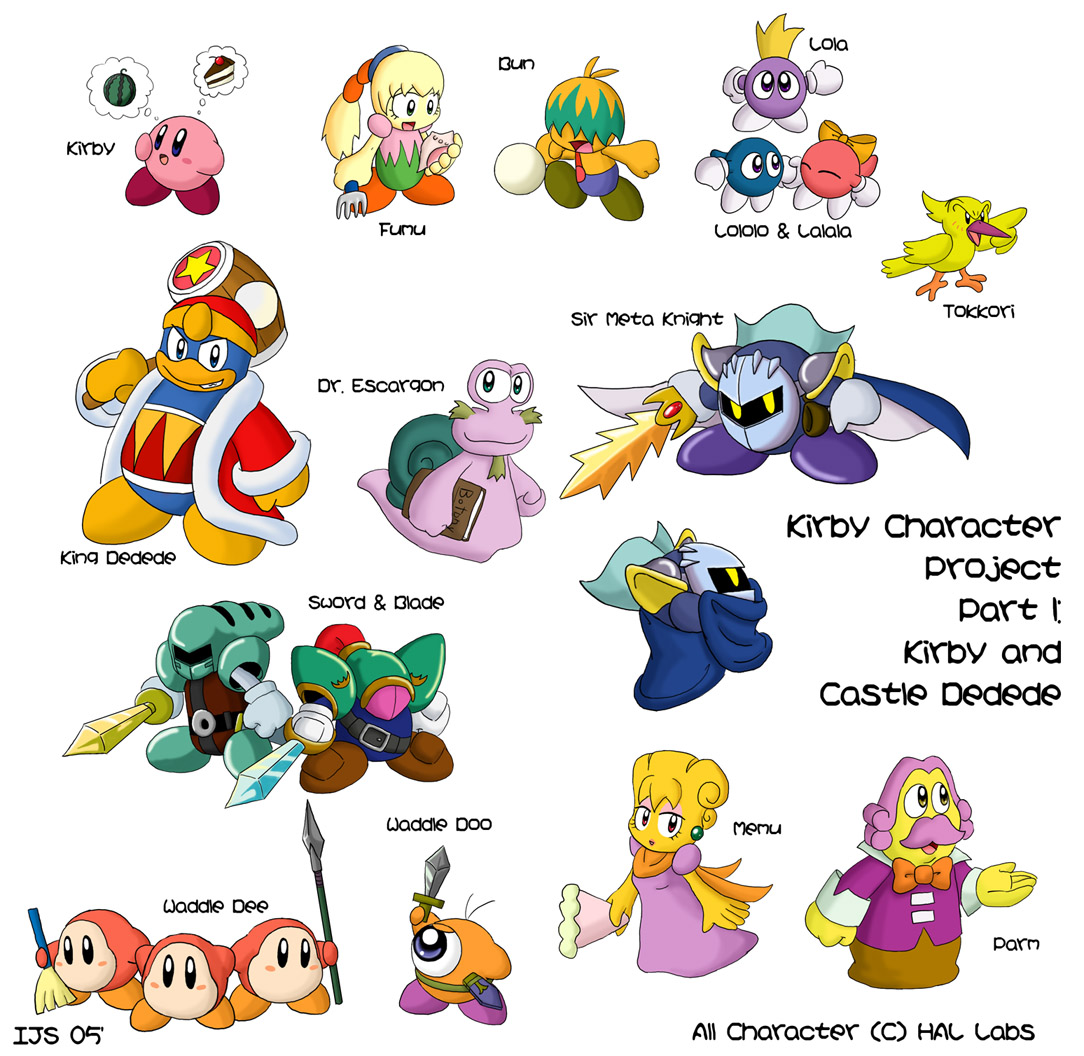 Lola
Bun
Kirby
Fumu
Lololo & Lalala
Tokkori
Sir Meta Knight
Dr. Escargon
Botany
King Dedede
Kirby Character
Project
Part 1:
Kirby and
Castle Dedede
Sword & Blade
Waddle Doo
Memu
Waddle Dee
Parm
IJS 05'
All Character (C) HAL Labs